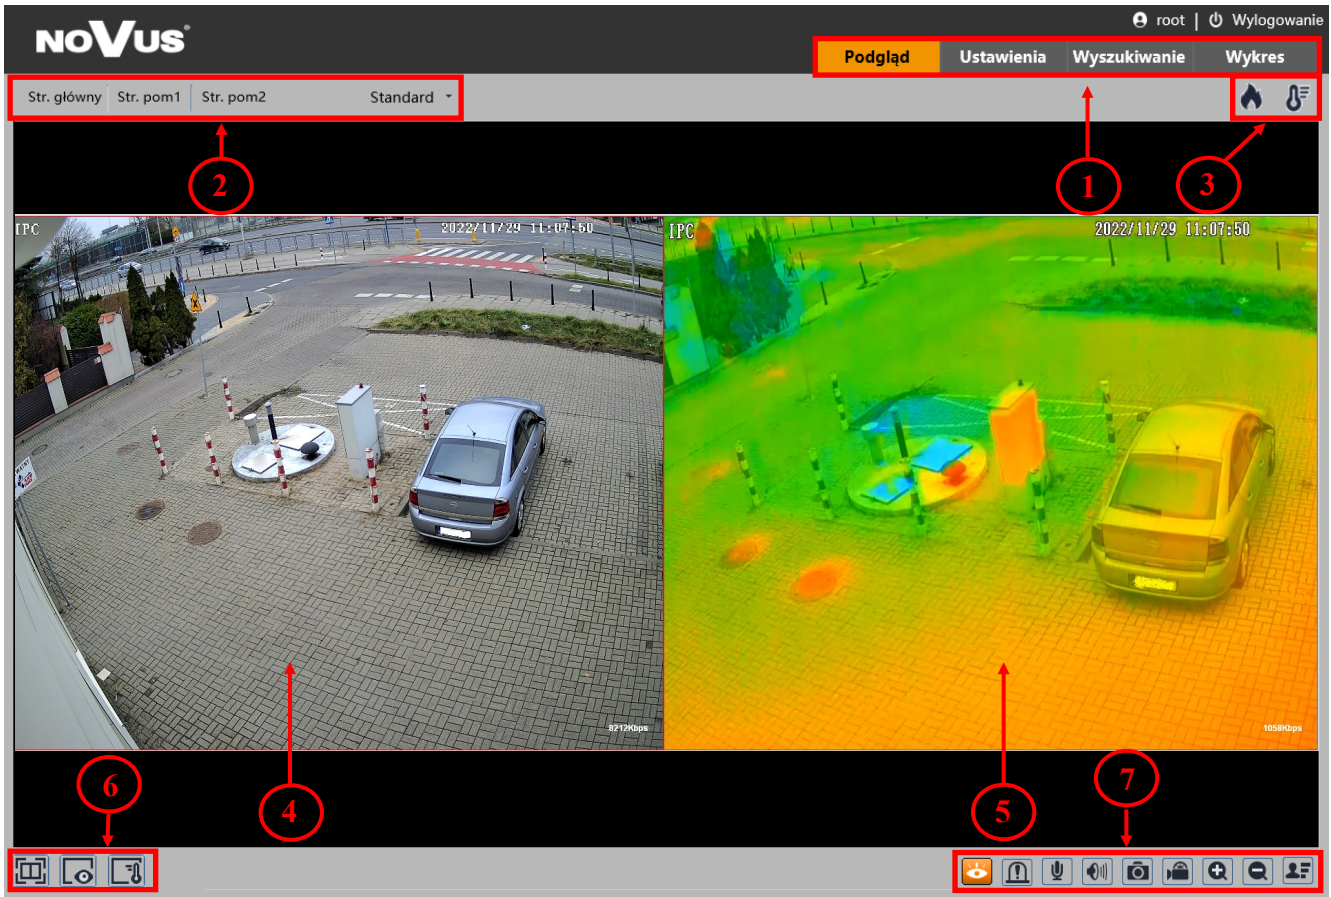 root | Wylogowanie
NOVUS
Podgląd Ustawienia Wyszukiwanie Wykres
Str. główny Str. pom1 Str. pom2 Standard
2
1
3
IPC 2022/11/29 11:07:50
IPC 2022/11/29 11:07:50
8212Kbps
1058Kbps
6
4
5
7